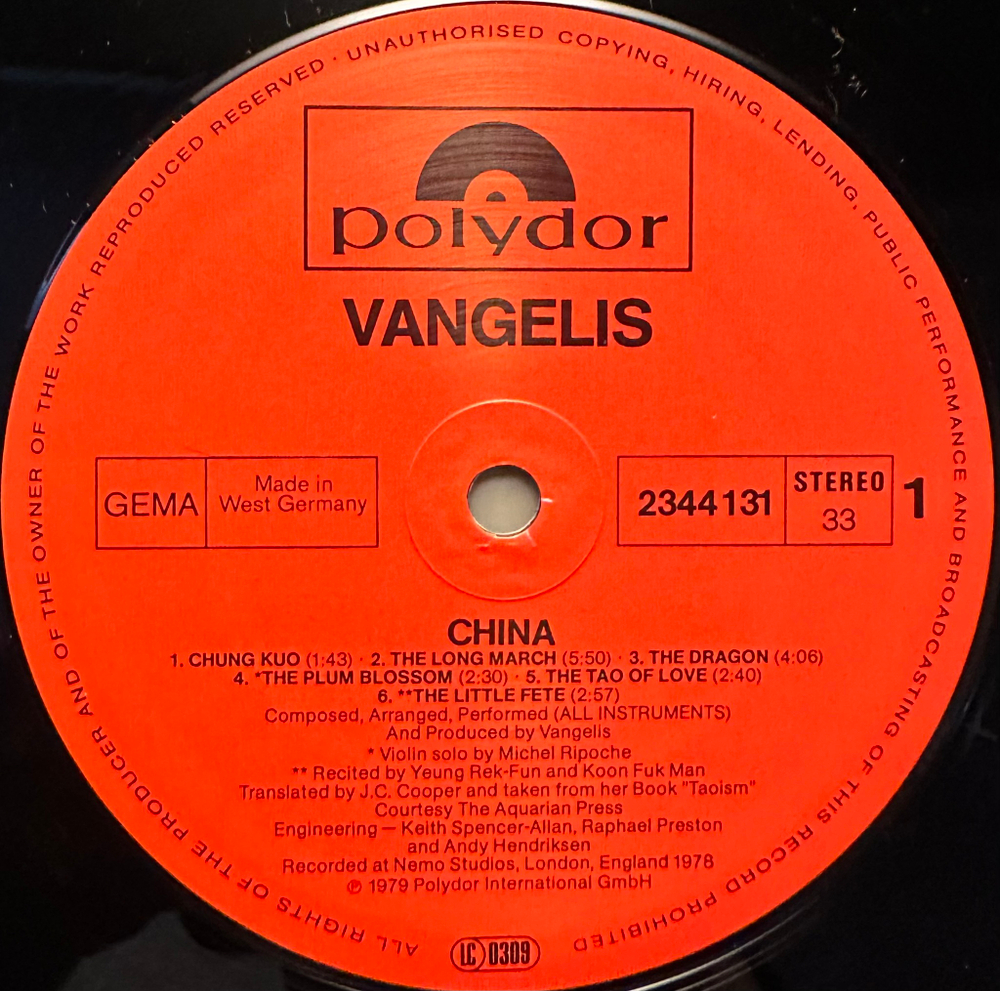 ALL RIGHTS OF THE PRODUCER AND OF THE OWNER OF THE WORK REPRODUCED RESERVED · UNAUTHORISED COPYING, HIRING, LENDING, PUBLIC PERFORMANCE AND BROADCASTING OF THIS RECORD PROHIBITED
polydor
VANGELIS
GEMA
Made in
West Germany
2344131
STEREO
33
1
CHINA
1. CHUNG KUO (1:43) · 2. THE LONG MARCH (5:50) · 3. THE DRAGON (4:06)
4. *THE PLUM BLOSSOM (2:30) · 5. THE TAO OF LOVE (2:40)
6. **THE LITTLE FETE (2:57)
Composed, Arranged, Performed (ALL INSTRUMENTS)
And Produced by Vangelis
* Violin solo by Michel Ripoche
** Recited by Yeung Rek-Fun and Koon Fuk Man
Translated by J.C. Cooper and taken from her Book "Taoism"
Courtesy The Aquarian Press
Engineering — Keith Spencer-Allan, Raphael Preston
and Andy Hendriksen
Recorded at Nemo Studios, London, England 1978
℗ 1979 Polydor International GmbH
LC 0309